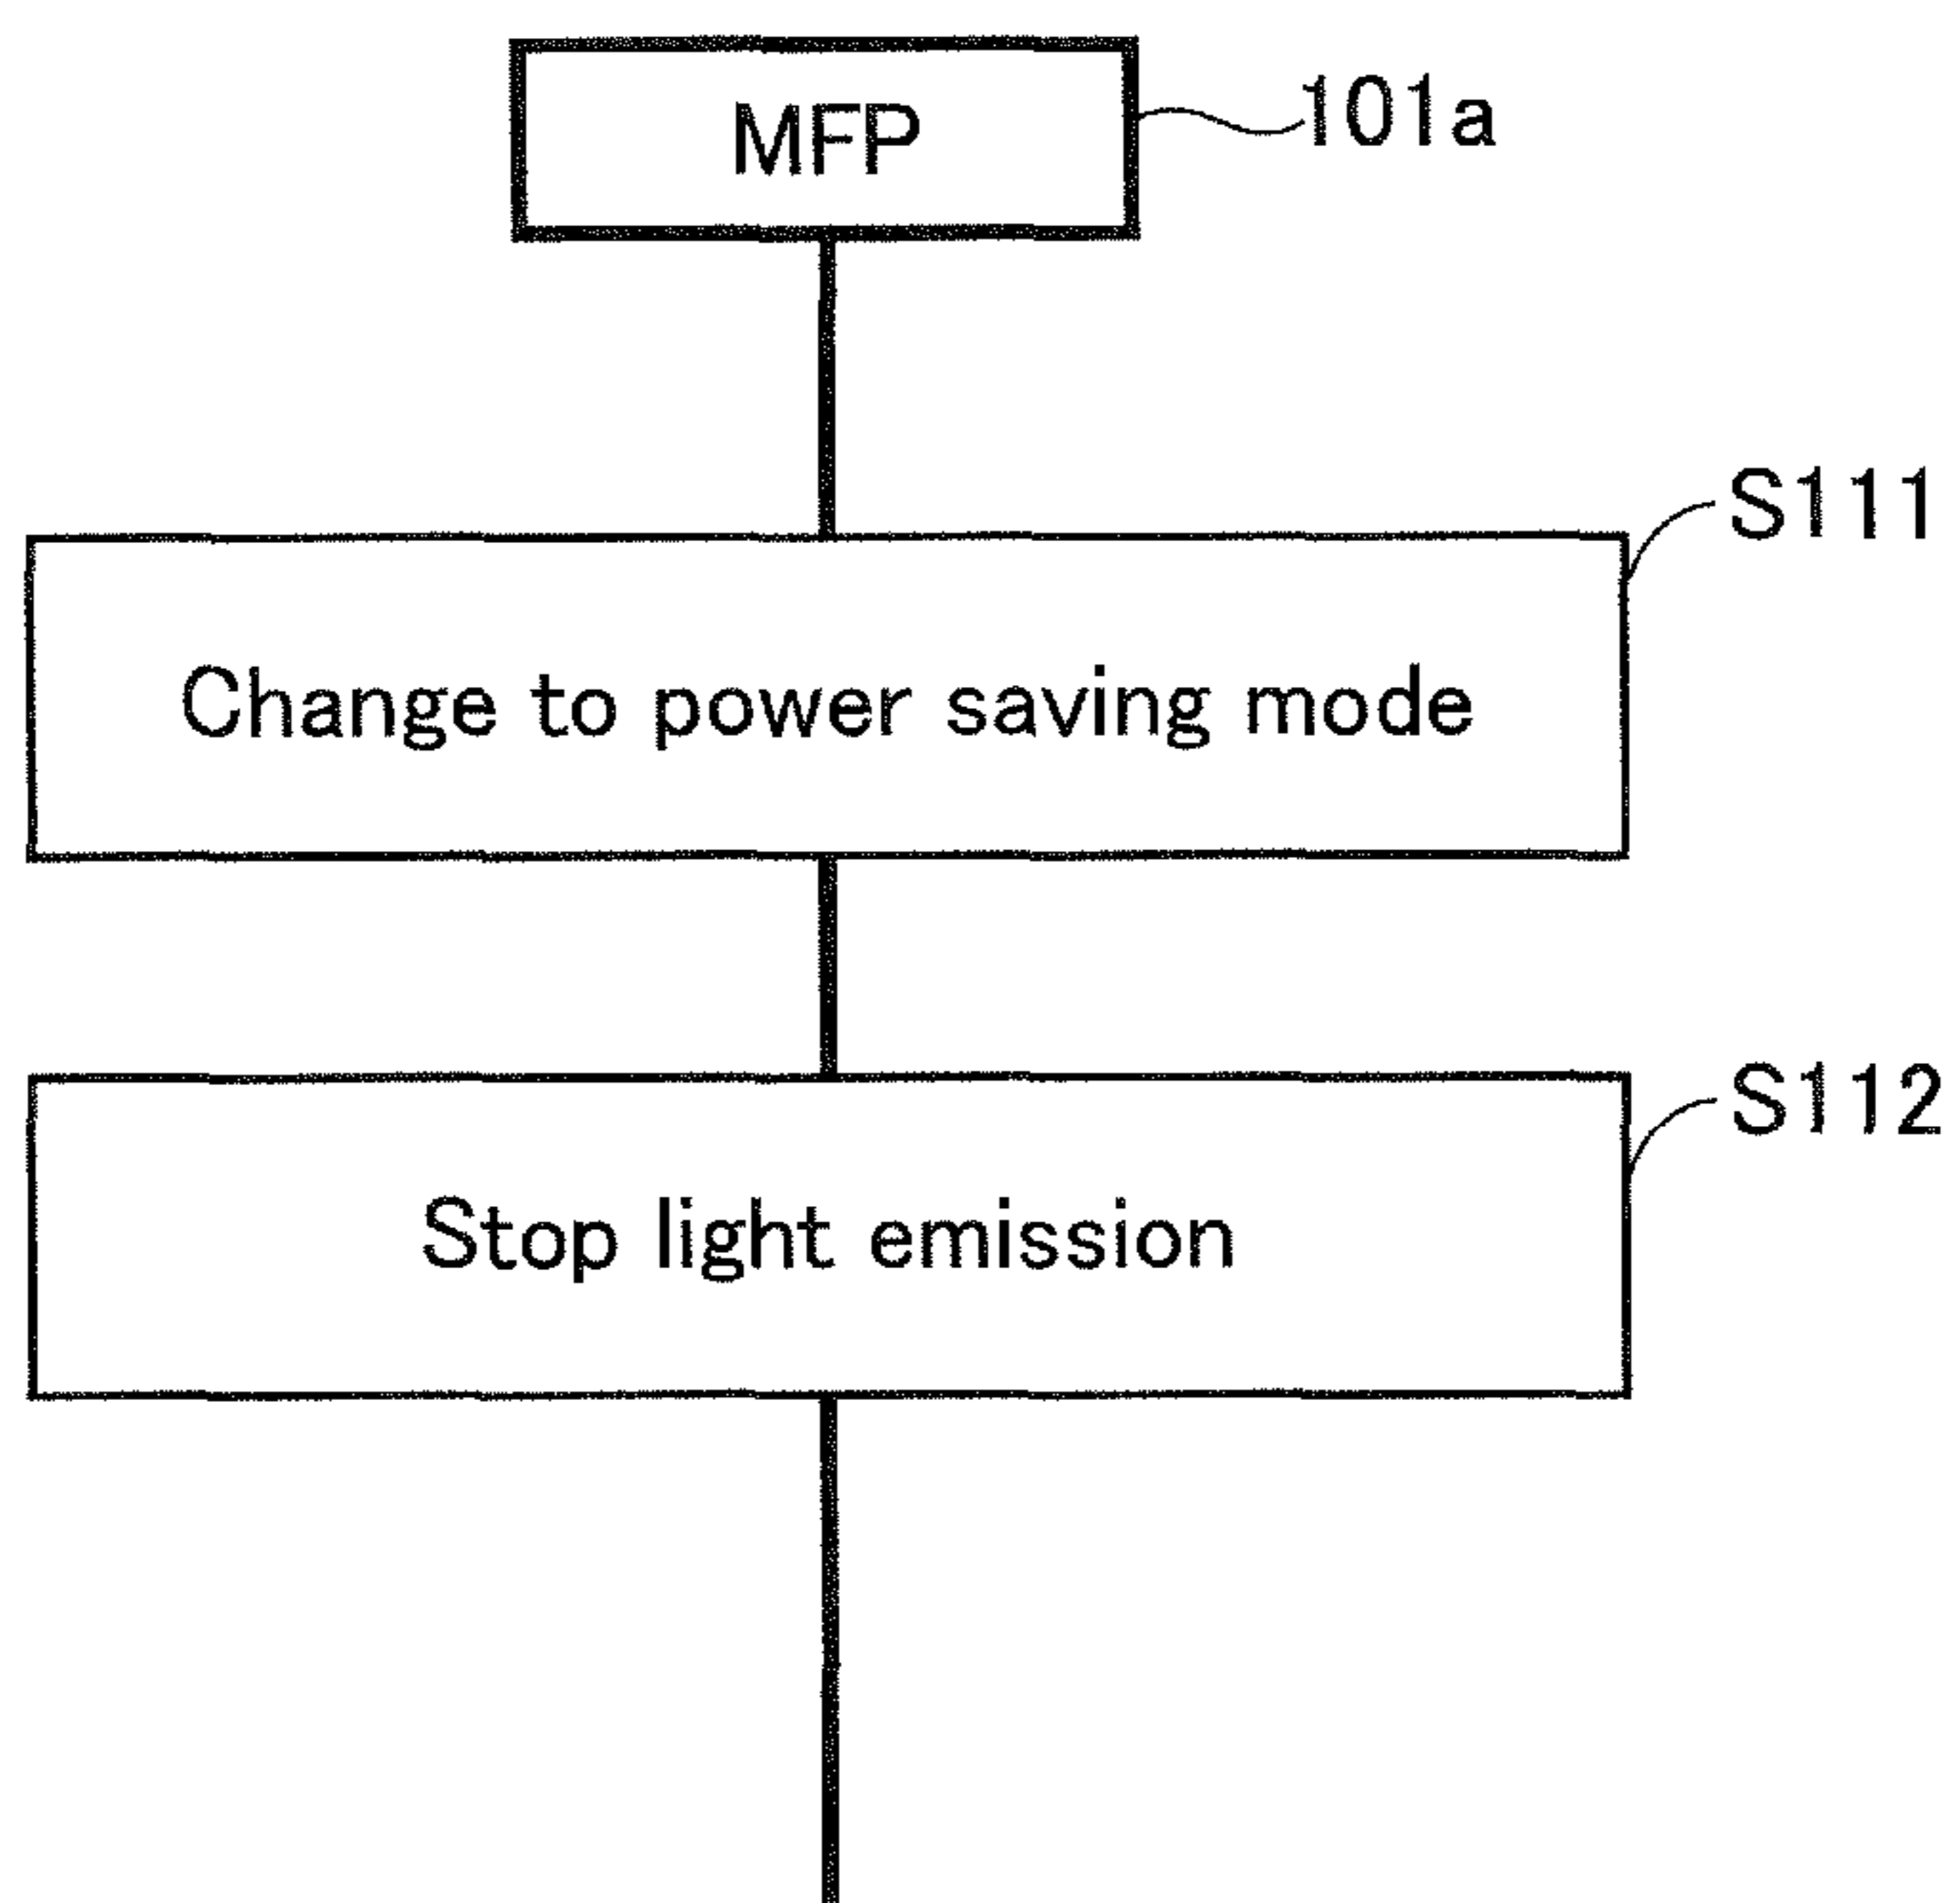 MFP
101a
S111
Change to power saving mode
S112
Stop light emission